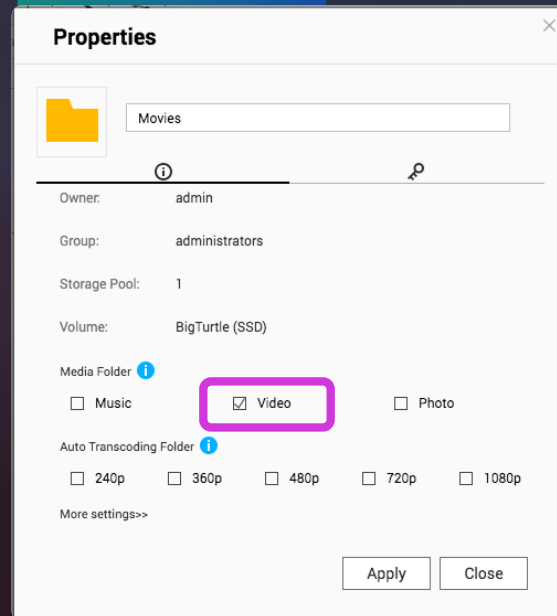 Properties
Movies
Owner: admin
Group: administrators
Storage Pool: 1
Volume: BigTurtle (SSD)
Media Folder
Music Video Photo
Auto Transcoding Folder
240p 360p 480p 720p 1080p
More settings>>
Apply Close